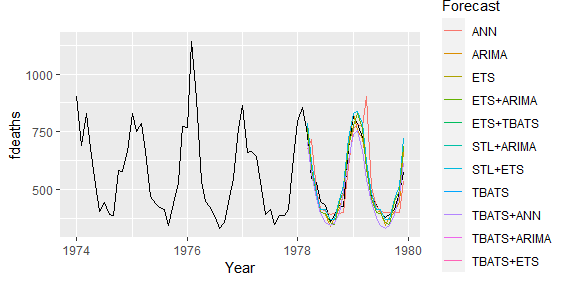 Forecast
ANN
ARIMA
ETS
ETS+ARIMA
ETS+TBATS
STL+ARIMA
STL+ETS
TBATS
TBATS+ANN
TBATS+ARIMA
TBATS+ETS
fdeaths
1000
750
500
1974
1976
1978
1980
Year